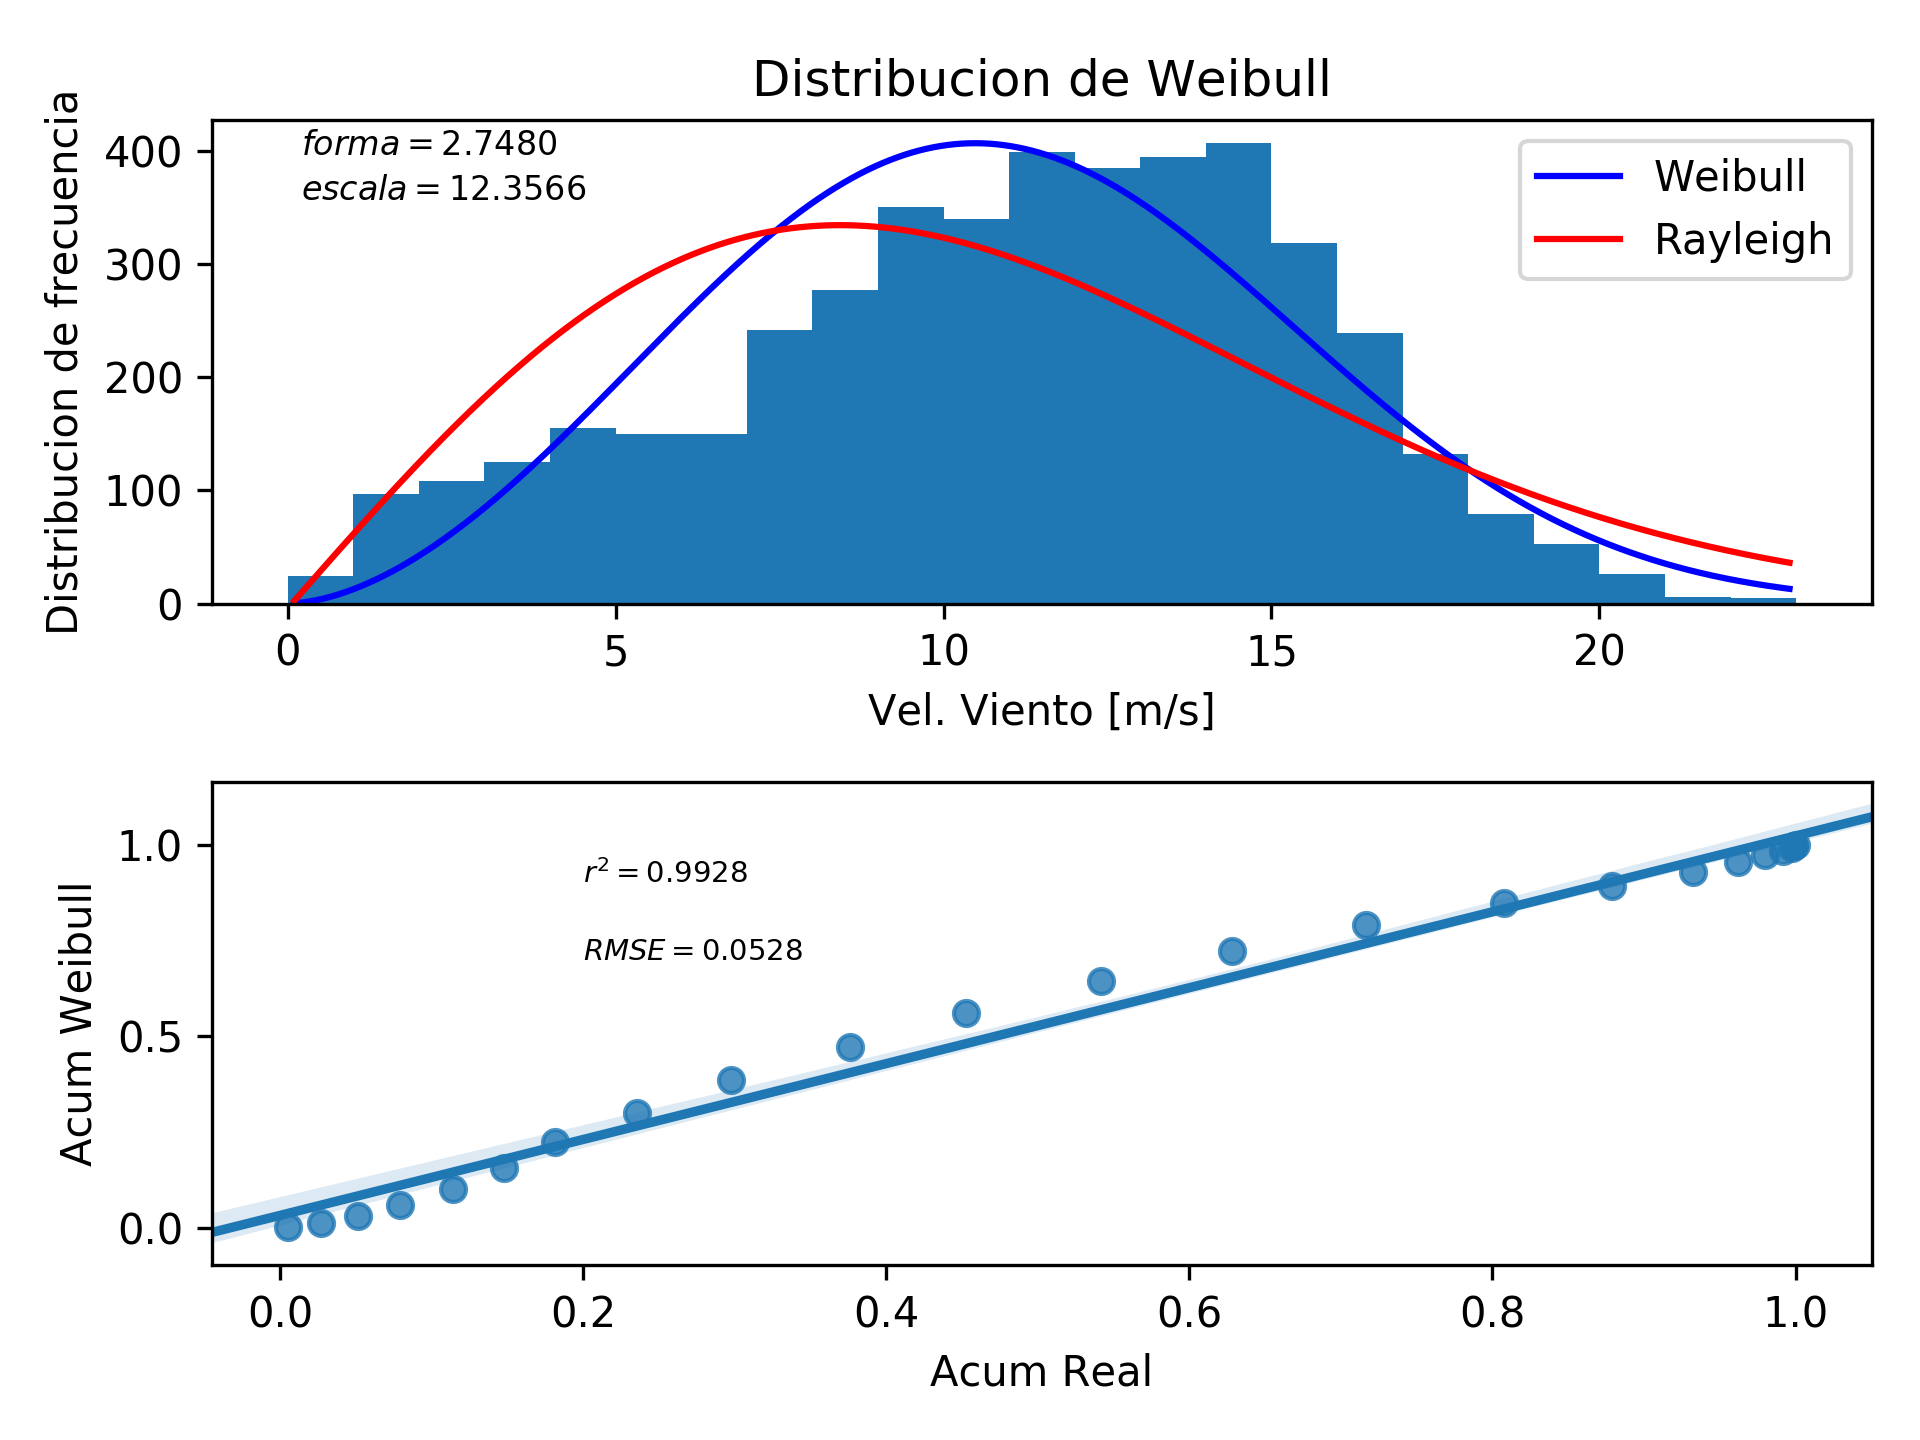 Distribucion de Weibull
Distribucion de frecuencia
forma = 2.7480
escala = 12.3566
Weibull
Rayleigh
400
300
200
100
0
0 5 10 15 20
Vel. Viento [m/s]
Acum Weibull
r² = 0.9928
RMSE = 0.0528
1.0
0.5
0.0
0.0 0.2 0.4 0.6 0.8 1.0
Acum Real